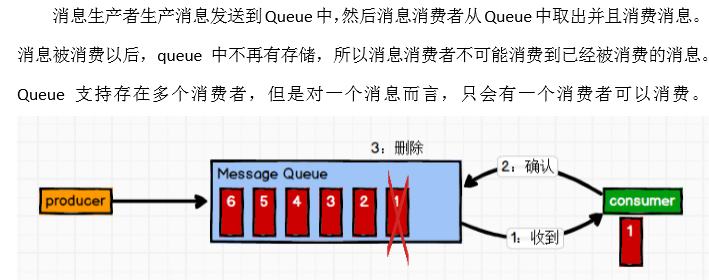 消息生产者生产消息发送到Queue中，然后消息消费者从Queue中取出并且消费消息。
消息被消费以后，queue 中不再有存储，所以消息消费者不可能消费到已经被消费的消息。
Queue 支持存在多个消费者，但是对一个消息而言，只会有一个消费者可以消费。
3：删除
Message Queue
2：确认
6 5 4 3 2 1
producer
consumer
1：收到
1